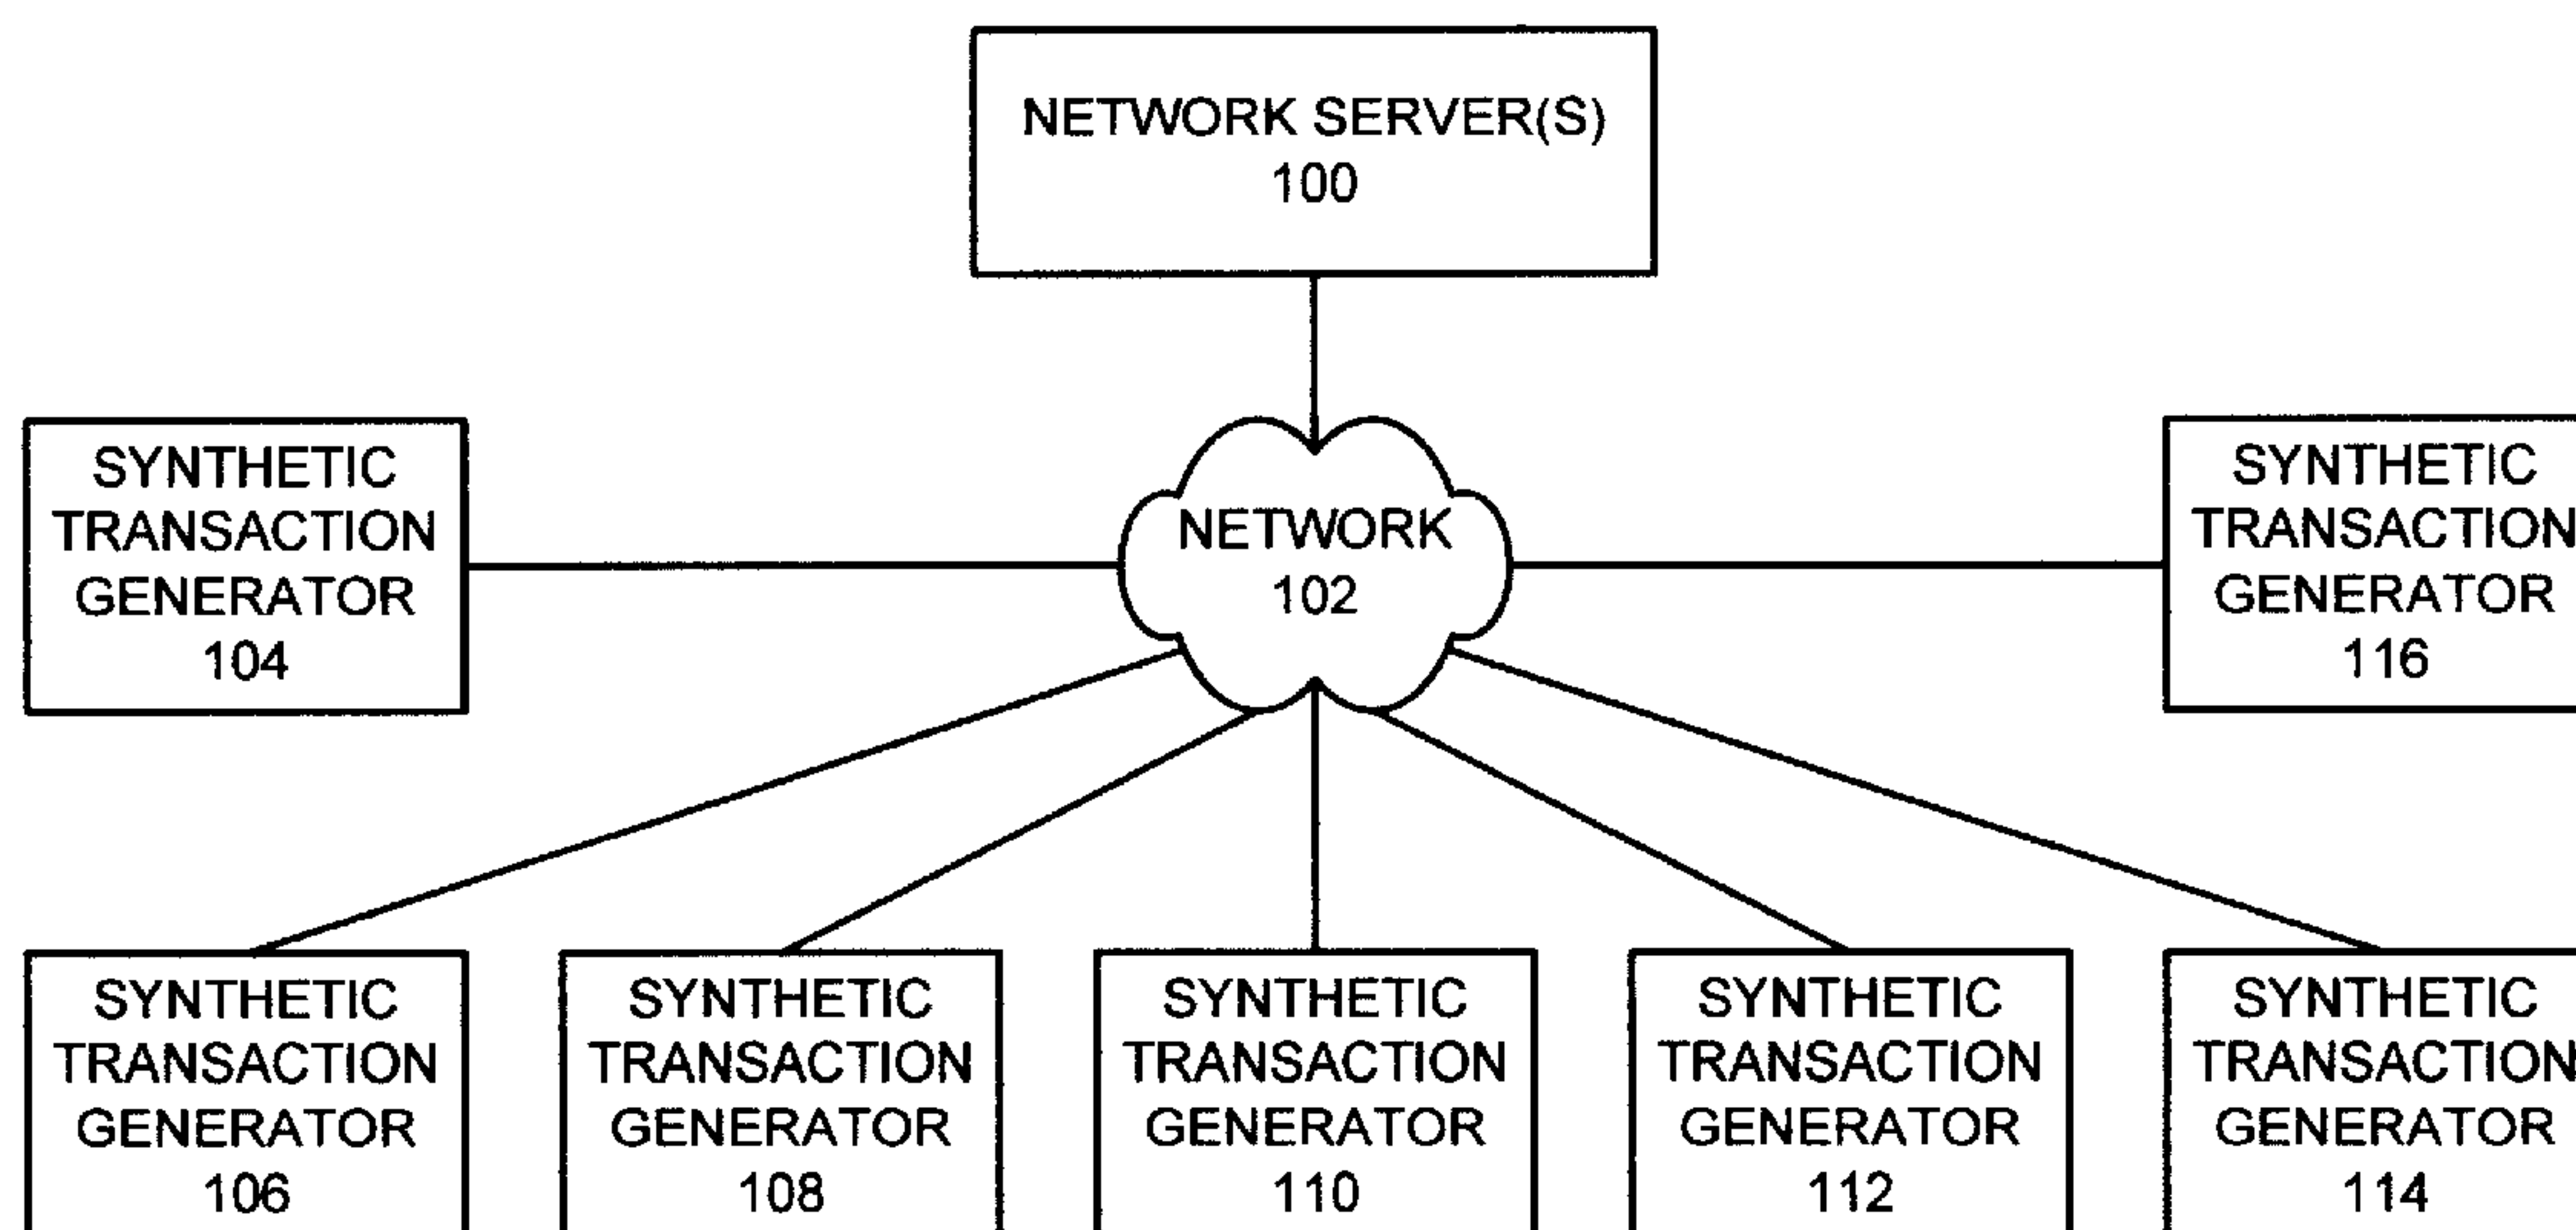 NETWORK SERVER(S)
100
SYNTHETIC
TRANSACTION
GENERATOR
104
NETWORK
102
SYNTHETIC
TRANSACTION
GENERATOR
116
SYNTHETIC
TRANSACTION
GENERATOR
106
SYNTHETIC
TRANSACTION
GENERATOR
108
SYNTHETIC
TRANSACTION
GENERATOR
110
SYNTHETIC
TRANSACTION
GENERATOR
112
SYNTHETIC
TRANSACTION
GENERATOR
114